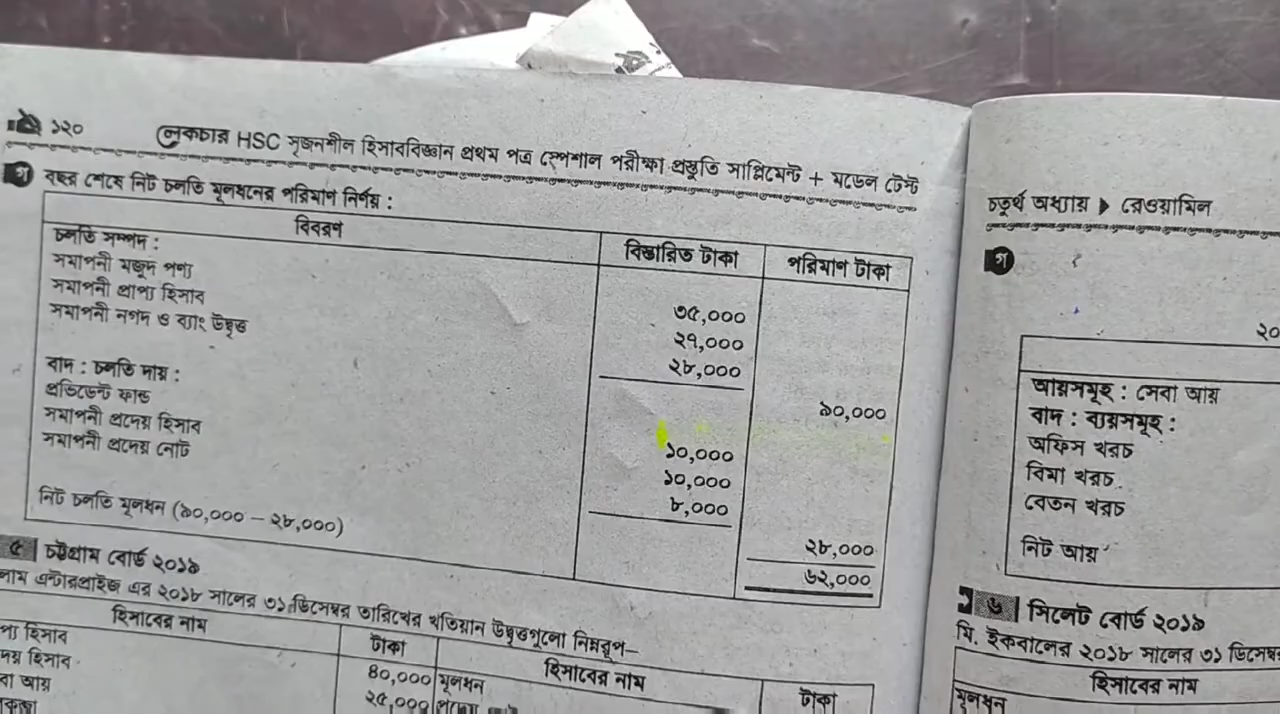 ১২০
লেকচার HSC সৃজনশীল হিসাববিজ্ঞান প্রথম পত্র স্পেশাল পরীক্ষা প্রস্তুতি সাপ্লিমেন্ট + মডেল টেস্ট
গ বছর শেষে নিট চলতি মূলধনের পরিমাণ নির্ণয় :
বিবরণ বিস্তারিত টাকা পরিমাণ টাকা
চলতি সম্পদ :
সমাপনী মজুদ পণ্য ৩৫,০০০
সমাপনী প্রাপ্য হিসাব ২৭,০০০
সমাপনী নগদ ও ব্যাংক উদ্বৃত্ত ২৮,০০০
৯০,০০০
বাদ : চলতি দায় :
প্রভিডেন্ট ফান্ড ১০,০০০
সমাপনী প্রদেয় হিসাব ১০,০০০
সমাপনী প্রদেয় নোট ৮,০০০
২৮,০০০
নিট চলতি মূলধন (৯০,০০০ – ২৮,০০০) ৬২,০০০
৫ চট্টগ্রাম বোর্ড ২০১৯
এন্টারপ্রাইজ এর ২০১৮ সালের ৩১ ডিসেম্বর তারিখের খতিয়ান উদ্বৃত্তগুলো নিম্নরূপ–
হিসাবের নাম টাকা হিসাবের নাম টাকা
হিসাব ৪০,০০০ মূলধন
হিসাব ২৫,০০০
আয়
চতুর্থ অধ্যায় ▶ রেওয়ামিল
গ
২০
আয়সমূহ : সেবা আয়
বাদ : ব্যয়সমূহ :
অফিস খরচ
বিমা খরচ
বেতন খরচ
নিট আয়
৬ সিলেট বোর্ড ২০১৯
মি. ইকবালের ২০১৮ সালের ৩১ ডিসেম্বর
হিসাবের নাম
মূলধন